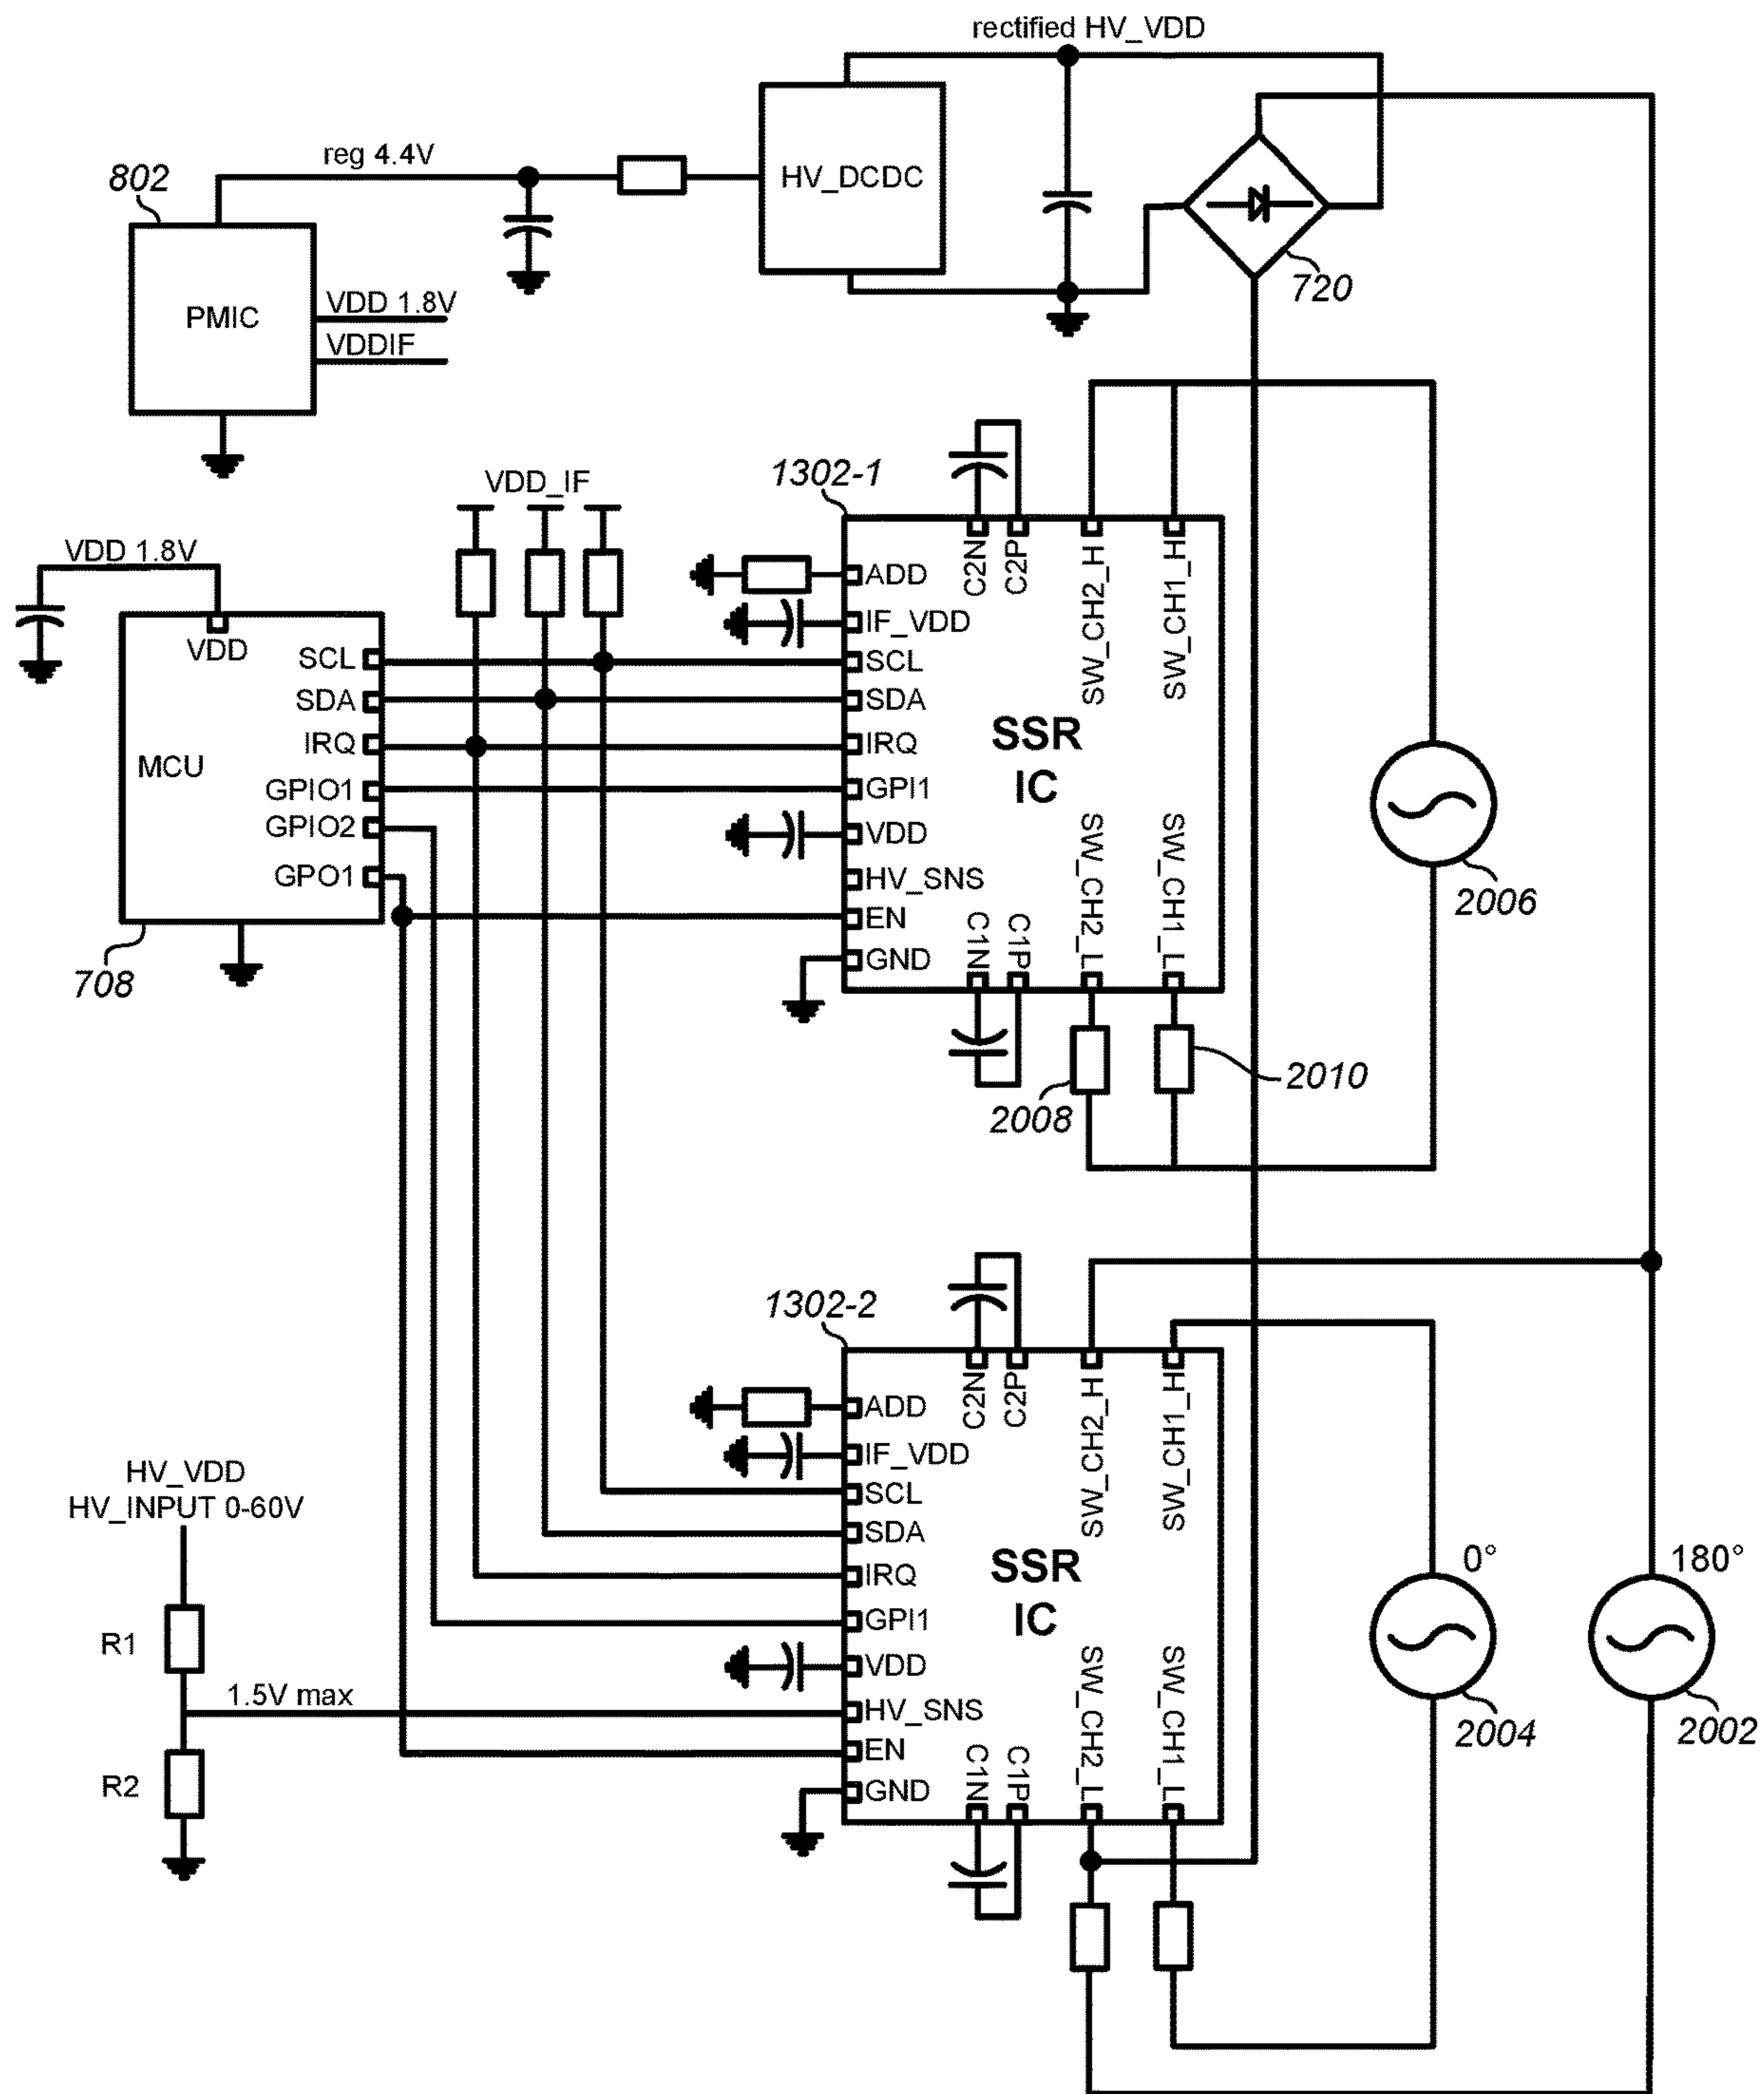 rectified HV_VDD
reg 4.4V
802
HV_DCDC
PMIC
VDD 1.8V
VDDIF
720
VDD_IF
1302-1
VDD 1.8V
VDD
MCU
SCL
SDA
IRQ
GPIO1
GPIO2
GPO1
708
C2N
C2P
SW_CH2_H
SW_CH1_H
ADD
IF_VDD
SCL
SDA
IRQ
GPI1
VDD
HV_SNS
EN
GND
SSR
IC
C1N
C1P
SW_CH2_L
SW_CH1_L
2006
2008
2010
1302-2
C2N
C2P
SW_CH2_H
SW_CH1_H
ADD
IF_VDD
SCL
SDA
IRQ
GPI1
VDD
HV_SNS
EN
GND
SSR
IC
C1N
C1P
SW_CH2_L
SW_CH1_L
HV_VDD
HV_INPUT 0-60V
R1
1.5V max
R2
0°
180°
2004
2002